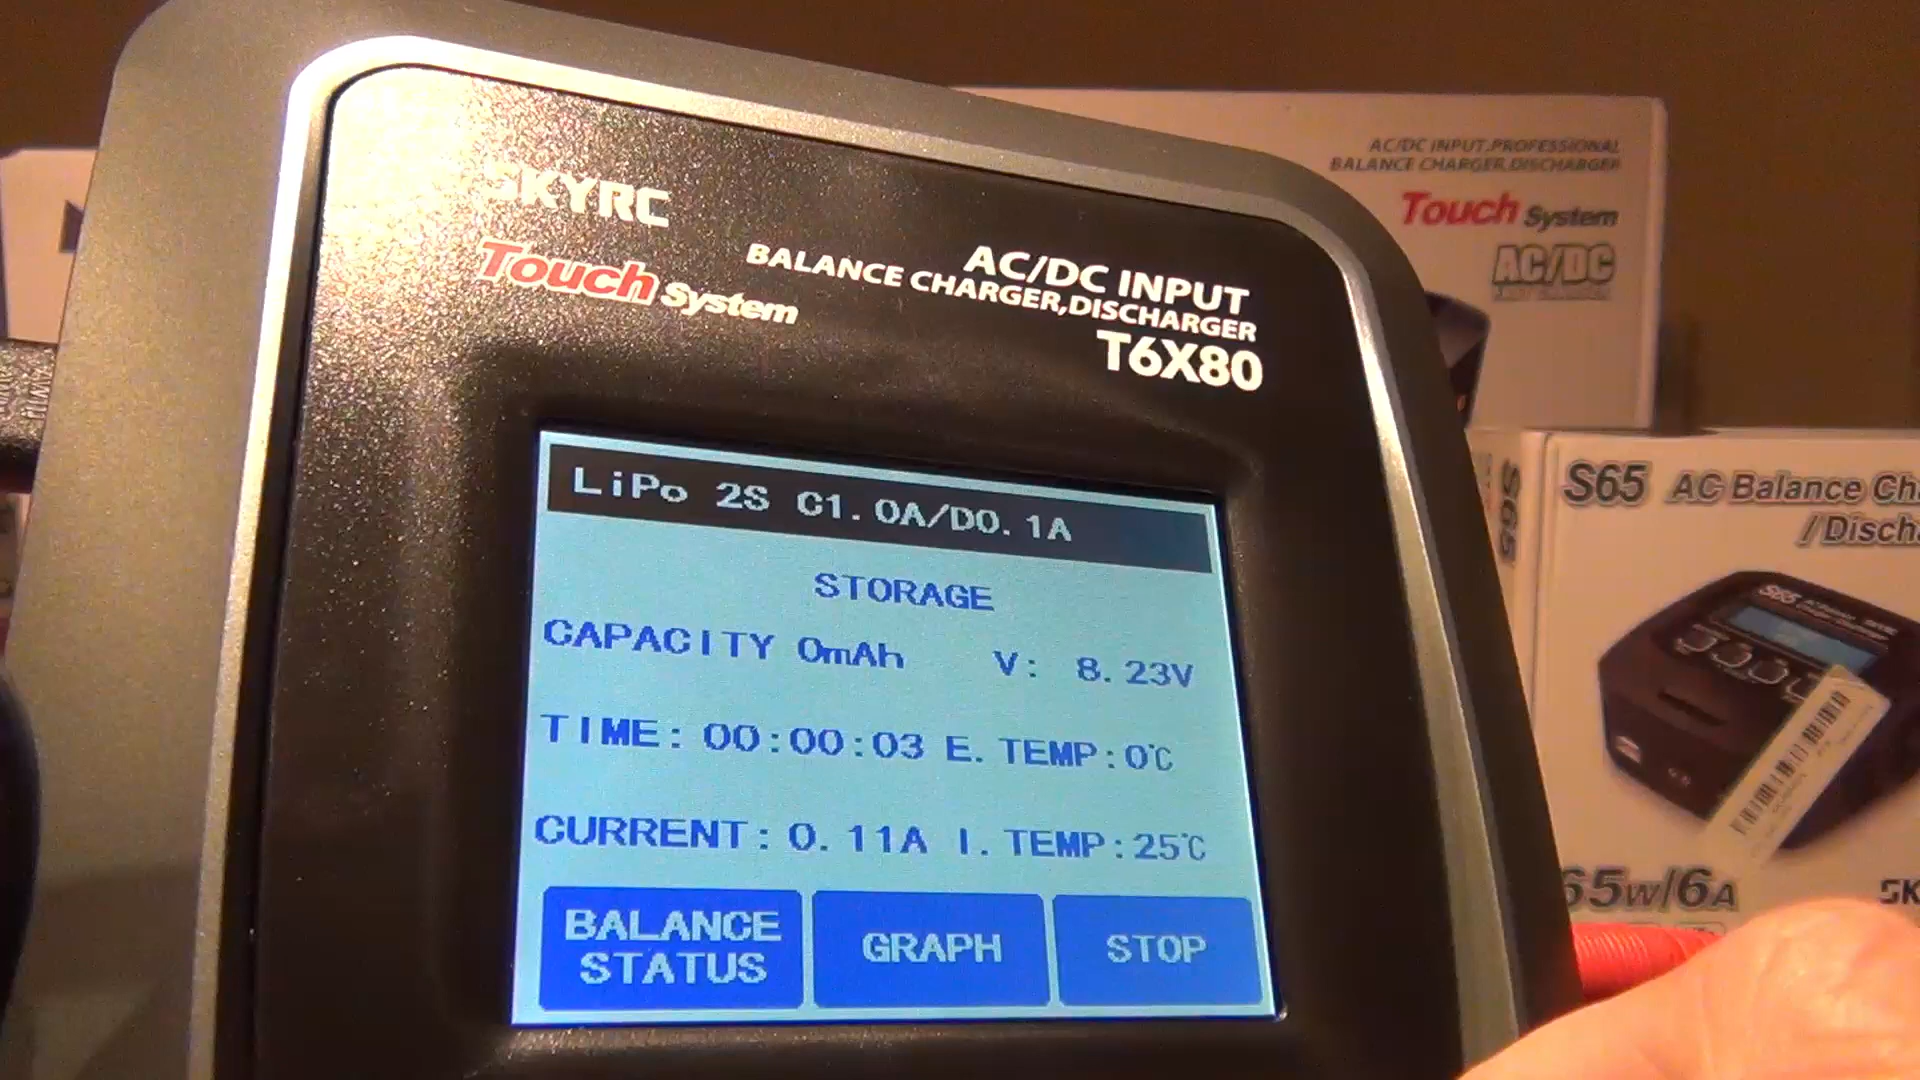 SKYRC
Touch System
AC/DC INPUT
BALANCE CHARGER,DISCHARGER
T6X80
LiPo 2S C1.0A/D0.1A
STORAGE
CAPACITY 0mAh V: 8.23V
TIME: 00:00:03 E. TEMP:0℃
CURRENT: 0.11A I. TEMP:25℃
BALANCE
STATUS
GRAPH
STOP
AC/DC INPUT,PROFESSIONAL
BALANCE CHARGER,DISCHARGER
Touch System
AC/DC
S65
S65 AC Balance Ch
/Disch
S65
65W/6A
SK